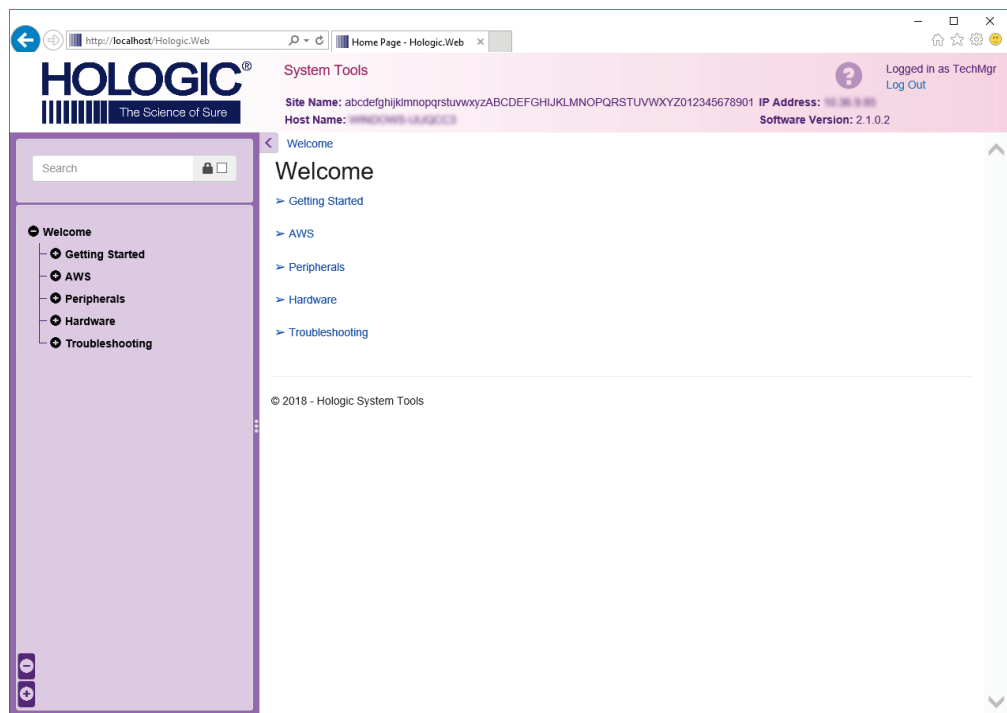 http://localhost/Hologic.Web
Home Page - Hologic.Web
HOLOGIC®
The Science of Sure
System Tools
Logged in as TechMgr
Log Out
Site Name: abcdefghijklmnopqrstuvwxyzABCDEFGHIJKLMNOPQRSTUVWXYZ012345678901 IP Address:
Host Name:
Software Version: 2.1.0.2
Search
Welcome
Getting Started
AWS
Peripherals
Hardware
Troubleshooting
Welcome
Welcome
➢ Getting Started
➢ AWS
➢ Peripherals
➢ Hardware
➢ Troubleshooting
© 2018 - Hologic System Tools